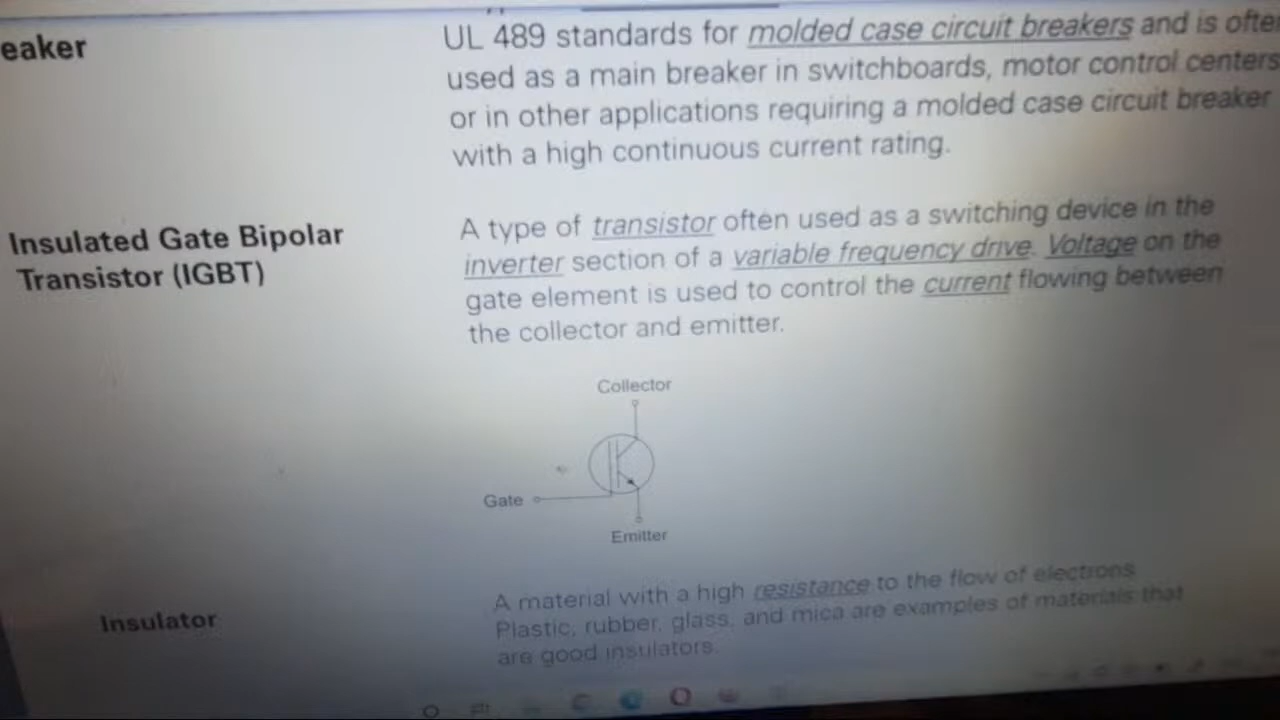 eaker
UL 489 standards for molded case circuit breakers and is often
used as a main breaker in switchboards, motor control centers
or in other applications requiring a molded case circuit breaker
with a high continuous current rating.
Insulated Gate Bipolar
Transistor (IGBT)
A type of transistor often used as a switching device in the
inverter section of a variable frequency drive. Voltage on the
gate element is used to control the current flowing between
the collector and emitter.
Collector
Gate
Emitter
Insulator
A material with a high resistance to the flow of electrons
Plastic, rubber, glass, and mica are examples of materials that
are good insulators.